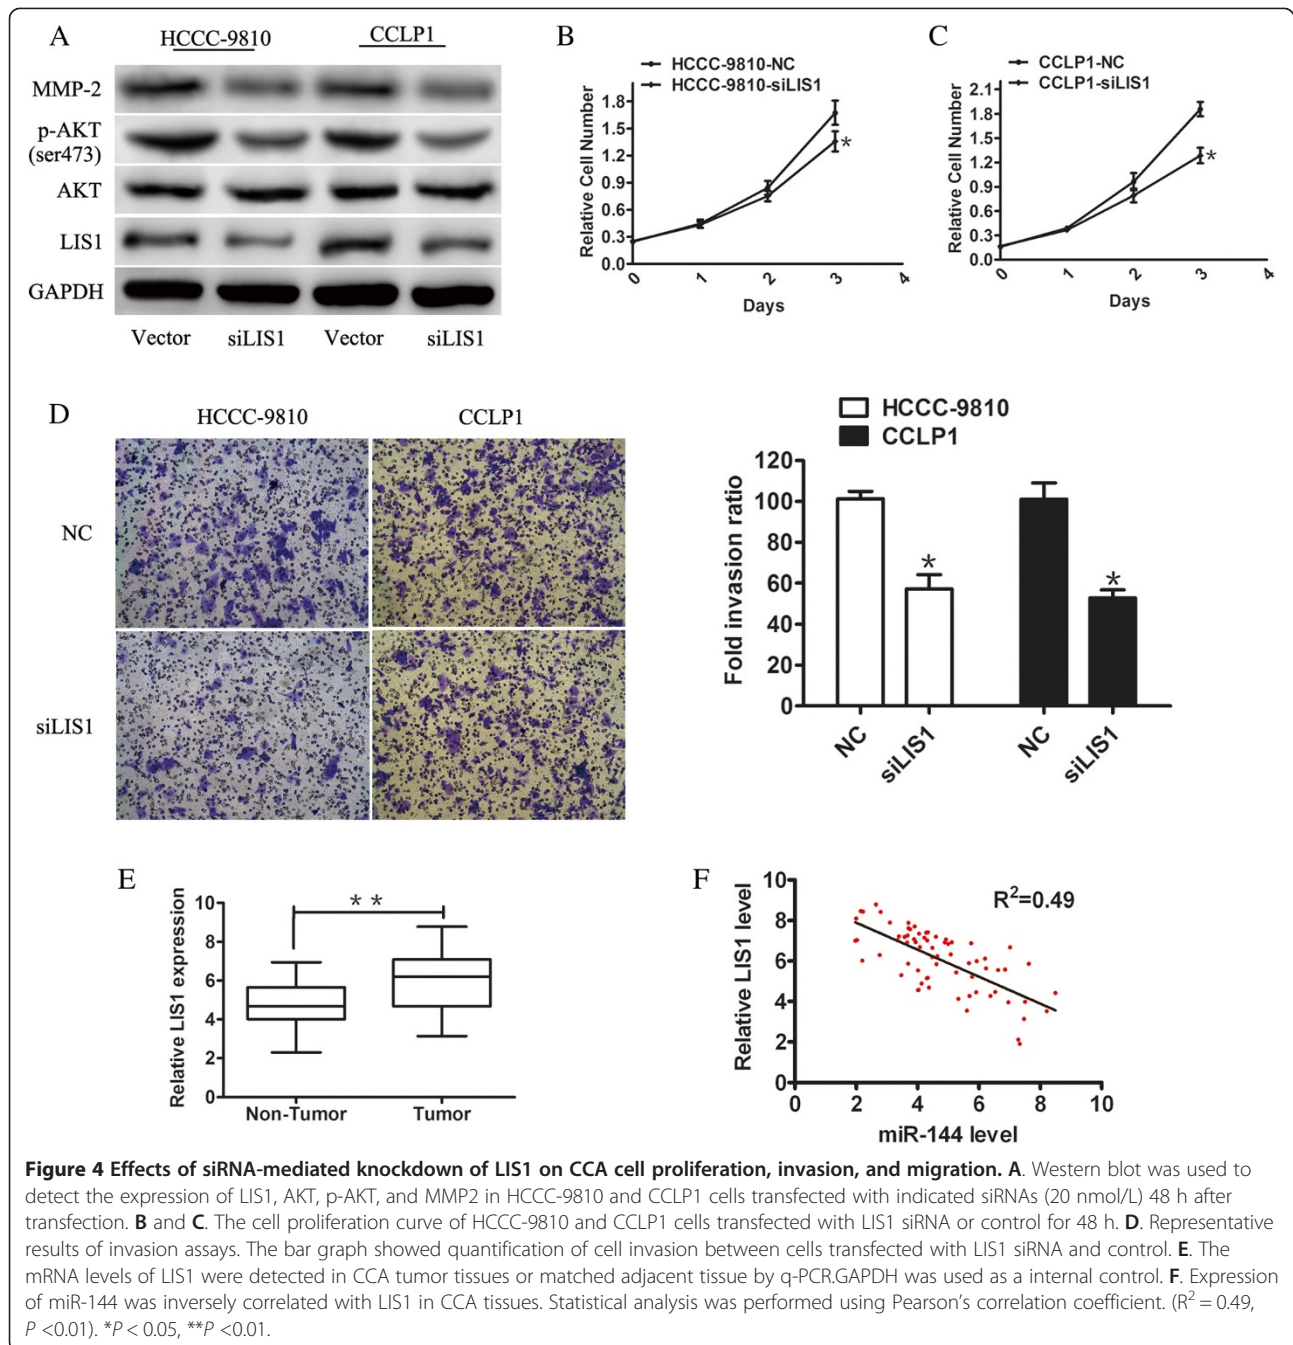 A
HCCC-9810
CCLP1
MMP-2
p-AKT
(ser473)
AKT
LIS1
GAPDH
Vector
siLIS1
Vector
siLIS1
B
HCCC-9810-NC
HCCC-9810-siLIS1
Relative Cell Number
1.8
1.5
1.2
0.9
0.6
0.3
0.0
*
0
1
2
3
4
Days
C
CCLP1-NC
CCLP1-siLIS1
Relative Cell Number
2.1
1.8
1.5
1.2
0.9
0.6
0.3
0.0
*
0
1
2
3
4
Days
D
HCCC-9810
CCLP1
NC
siLIS1
HCCC-9810
CCLP1
Fold invasion ratio
120
100
80
60
40
20
0
*
*
NC
siLIS1
NC
siLIS1
E
Relative LIS1 expression
10
8
6
4
2
0
* *
Non-Tumor
Tumor
F
Relative LIS1 level
10
8
6
4
2
0
R²=0.49
0
2
4
6
8
10
miR-144 level
Figure 4 Effects of siRNA-mediated knockdown of LIS1 on CCA cell proliferation, invasion, and migration. A. Western blot was used to
detect the expression of LIS1, AKT, p-AKT, and MMP2 in HCCC-9810 and CCLP1 cells transfected with indicated siRNAs (20 nmol/L) 48 h after
transfection. B and C. The cell proliferation curve of HCCC-9810 and CCLP1 cells transfected with LIS1 siRNA or control for 48 h. D. Representative
results of invasion assays. The bar graph showed quantification of cell invasion between cells transfected with LIS1 siRNA and control. E. The
mRNA levels of LIS1 were detected in CCA tumor tissues or matched adjacent tissue by q-PCR.GAPDH was used as a internal control. F. Expression
of miR-144 was inversely correlated with LIS1 in CCA tissues. Statistical analysis was performed using Pearson's correlation coefficient. (R² = 0.49,
P <0.01). *P < 0.05, **P <0.01.